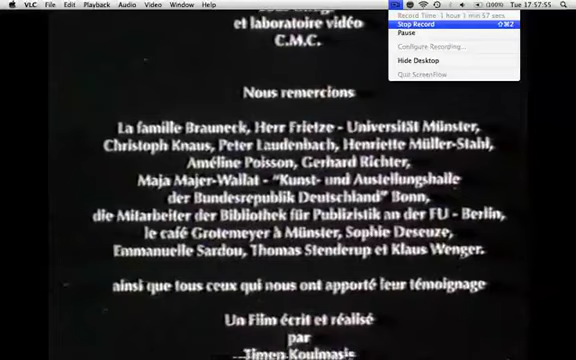 VLC File Edit Playback Audio Video Window Help (100%) Tue 17:57:55
Record Time: 1 hour 1 min 57 secs
Stop Record ⇧⌘2
Pause
Configure Recording...
Hide Desktop
Quit ScreenFlow
et laboratoire vidéo
C.M.C.
Nous remercions
La famille Brauneck, Herr Frietze - Universität Münster,
Christoph Knaus, Peter Laudenbach, Henriette Müller-Stahl,
Améline Poisson, Gerhard Richter,
Maja Majer-Wallat - "Kunst- und Austellungshalle
der Bundesrepublik Deutschland" Bonn,
die Mitarbeiter der Bibliothek für Publizistik an der FU - Berlin,
le café Grotemeyer à Münster, Sophie Deseuze,
Emmanuelle Sardou, Thomas Stenderup et Klaus Wenger.
ainsi que tous ceux qui nous ont apporté leur témoignage
Un Film écrit et réalisé
par
Timon Koulmasis